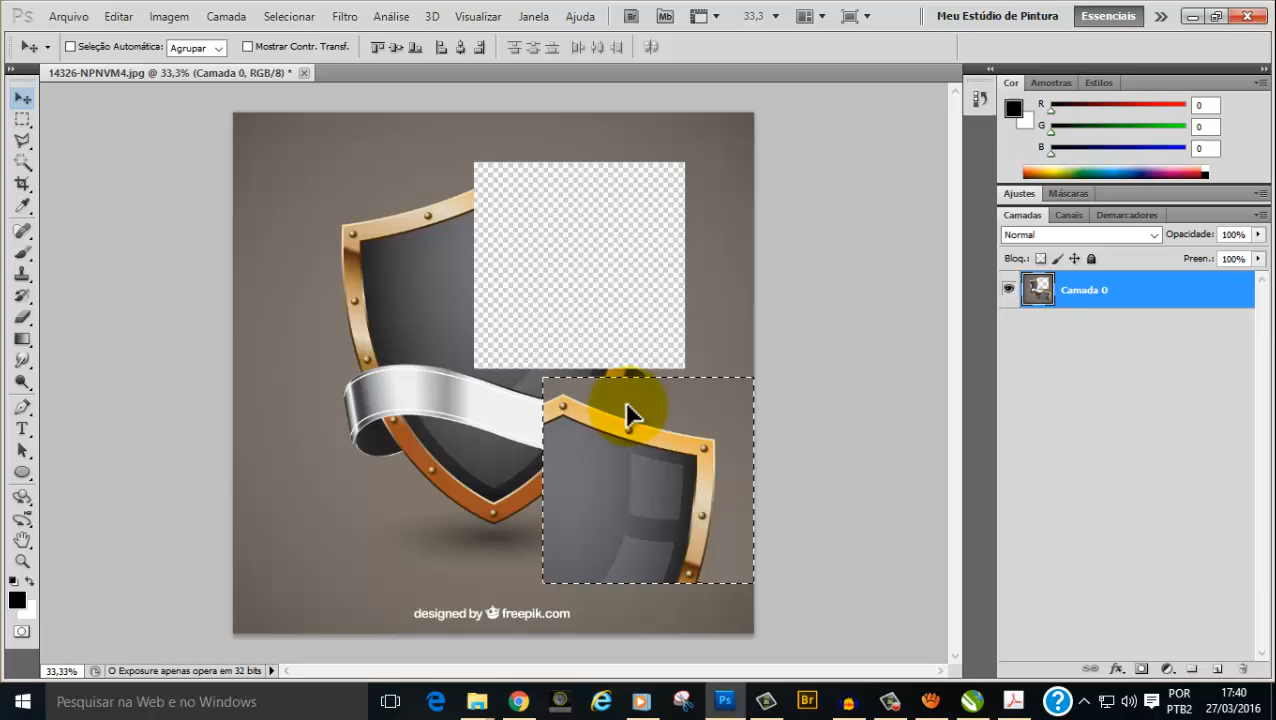 Ps Arquivo Editar Imagem Camada Selecionar Filtro Análise 3D Visualizar Janela Ajuda Br Mb 33,3 Meu Estúdio de Pintura Essenciais
Seleção Automática: Agrupar Mostrar Contr. Transf.
14326-NPNVM4.jpg @ 33,3% (Camada 0, RGB/8) *
Cor Amostras Estilos
R 0
G 0
B 0
Ajustes Máscaras
Camadas Canais Demarcadores
Normal Opacidade: 100%
Bloq.: Preen.: 100%
Camada 0
designed by freepik.com
33,33% O Exposure apenas opera em 32 bits
Pesquisar na Web e no Windows
Ps Br
POR 17:40
PTB2 27/03/2016